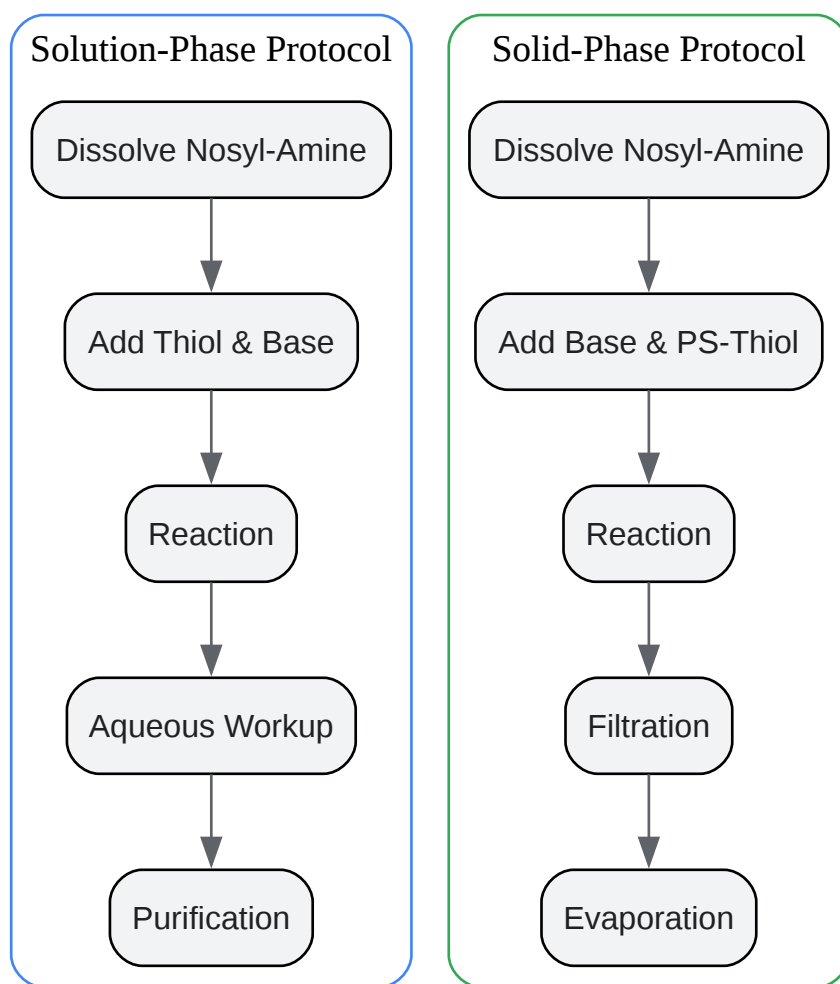 Solution-Phase Protocol
Dissolve Nosyl-Amine
Add Thiol & Base
Reaction
Aqueous Workup
Purification
Solid-Phase Protocol
Dissolve Nosyl-Amine
Add Base & PS-Thiol
Reaction
Filtration
Evaporation